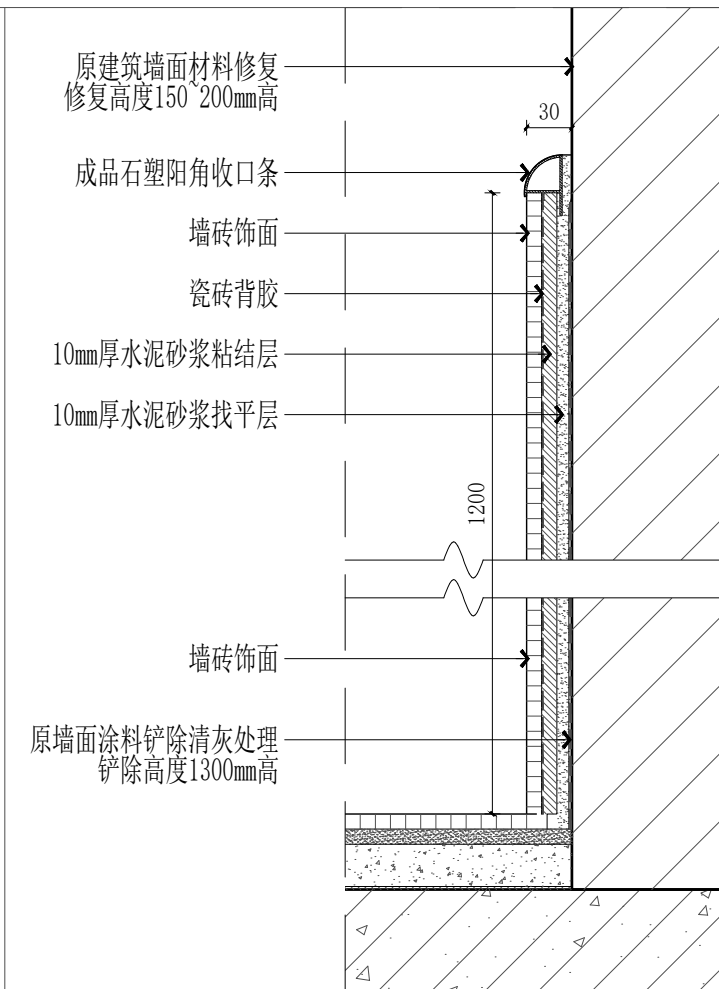 原建筑墙面材料修复
修复高度150~200mm高
30
成品石塑阳角收口条
墙砖饰面
瓷砖背胶
10mm厚水泥砂浆粘结层
10mm厚水泥砂浆找平层
1200
墙砖饰面
原墙面涂料铲除清灰处理
铲除高度1300mm高